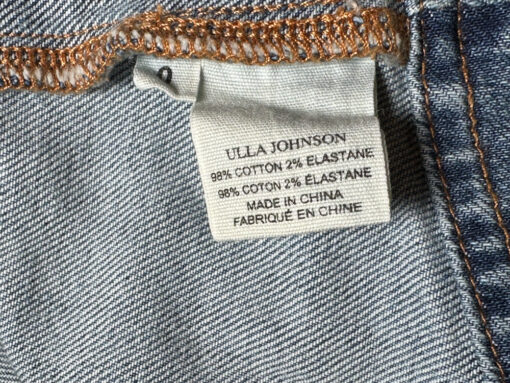 0
ULLA JOHNSON
98% COTTON 2% ELASTANE
98% COTON 2% ÉLASTANE
MADE IN CHINA
FABRIQUÉ EN CHINE